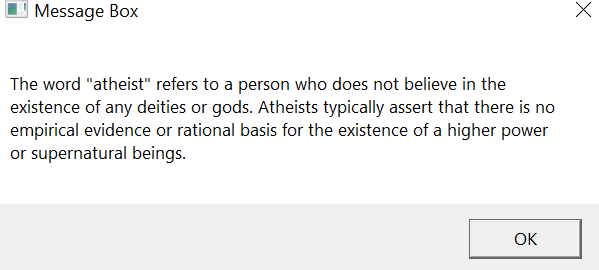 Message Box
The word "atheist" refers to a person who does not believe in the
existence of any deities or gods. Atheists typically assert that there is no
empirical evidence or rational basis for the existence of a higher power
or supernatural beings.
OK